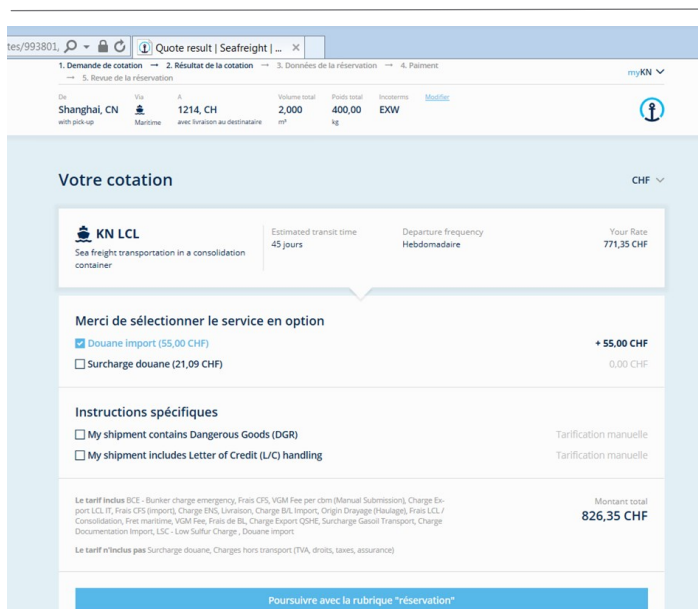 tes/993801,
Quote result | Seafreight | ...
1. Demande de cotation → 2. Résultat de la cotation → 3. Données de la réservation → 4. Paiment
→ 5. Revue de la réservation
myKN
De Via A Volume total Poids total Incoterms Modifier
Shanghai, CN 1214, CH 2,000 400,00 EXW
with pick-up Maritime avec livraison au destinataire m³ kg
Votre cotation
CHF
KN LCL Estimated transit time Departure frequency Your Rate
45 jours Hebdomadaire 771,35 CHF
Sea freight transportation in a consolidation
container
Merci de sélectionner le service en option
Douane import (55,00 CHF) + 55,00 CHF
Surcharge douane (21,09 CHF) 0,00 CHF
Instructions spécifiques
My shipment contains Dangerous Goods (DGR) Tarification manuelle
My shipment includes Letter of Credit (L/C) handling Tarification manuelle
Le tarif inclus BCE - Bunker charge emergency, Frais CFS, VGM Fee per cbm (Manual Submission), Charge Ex-
port LCL IT, Frais CFS (import), Charge ENS, Livraison, Charge B/L Import, Origin Drayage (Haulage), Frais LCL /
Consolidation, Fret maritime, VGM Fee, Frais de BL, Charge Export QSHE, Surcharge Gasoil Transport, Charge
Documentation Import, LSC - Low Sulfur Charge , Douane import
Montant total
826,35 CHF
Le tarif n'inclus pas Surcharge douane, Charges hors transport (TVA, droits, taxes, assurance)
Poursuivre avec la rubrique "réservation"